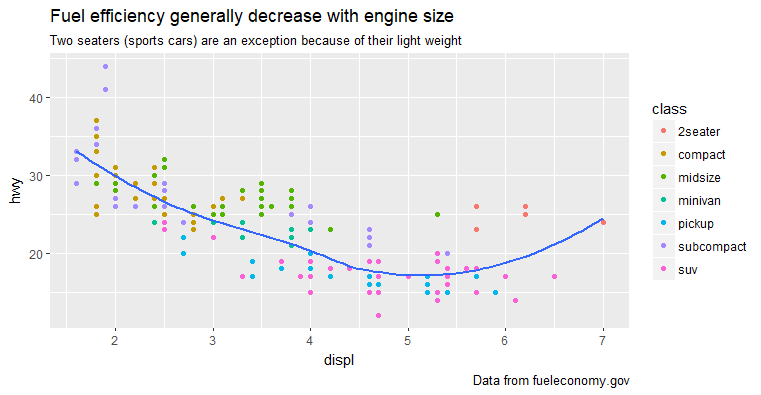 Fuel efficiency generally decrease with engine size
Two seaters (sports cars) are an exception because of their light weight
hwy
40
30
20
2
3
4
5
6
7
displ
class
2seater
compact
midsize
minivan
pickup
subcompact
suv
Data from fueleconomy.gov